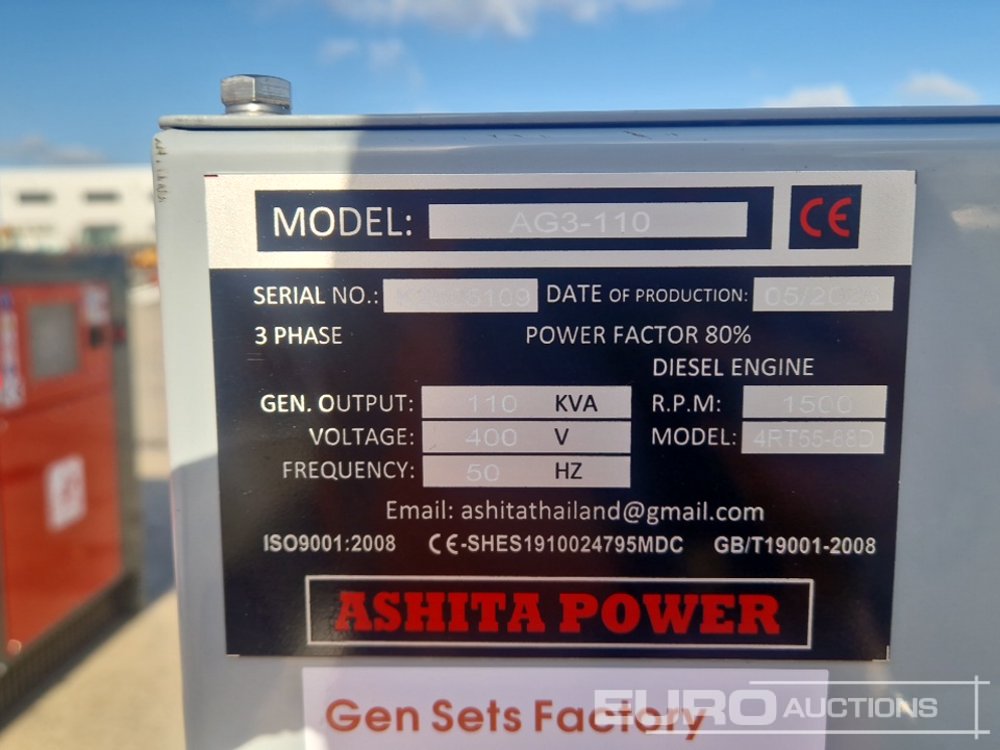 MODEL: AG3-110 CE
SERIAL NO.: DATE OF PRODUCTION:
3 PHASE POWER FACTOR 80%
DIESEL ENGINE
GEN. OUTPUT: 110 KVA R.P.M: 1500
VOLTAGE: 400 V MODEL: 4RT55-88D
FREQUENCY: 50 HZ
Email: ashitathailand@gmail.com
ISO9001:2008 CE-SHES1910024795MDC GB/T19001-2008
ASHITA POWER
Gen Sets Factory
EURO AUCTIONS